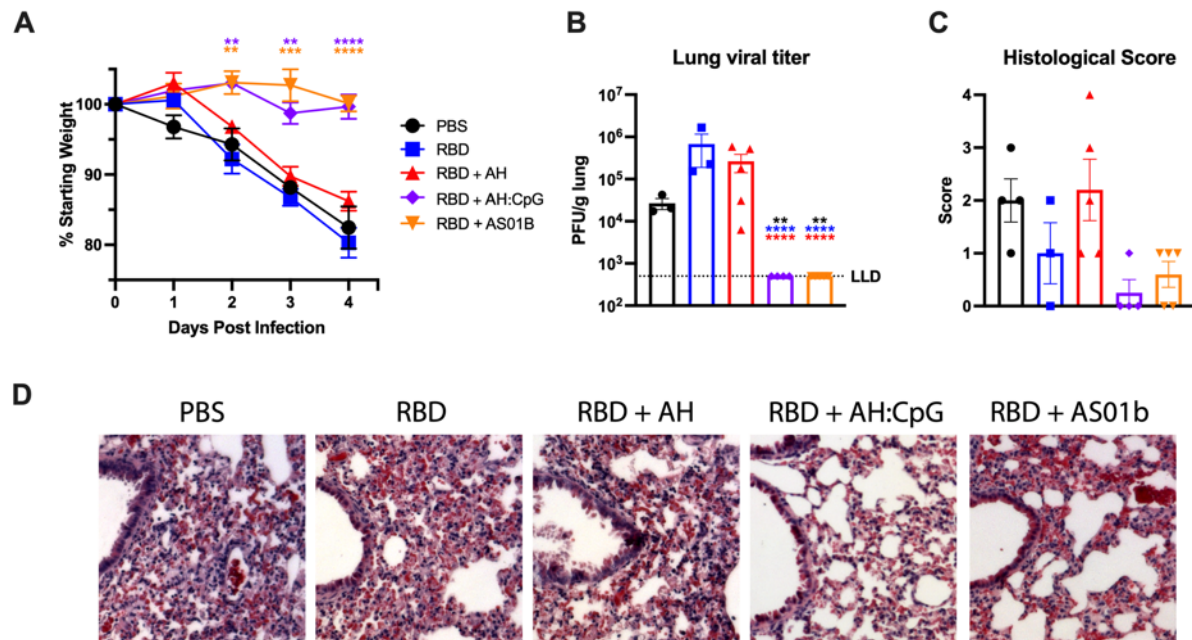 A
** ** ****
** *** ****
% Starting Weight
100
90
80
0 1 2 3 4
Days Post Infection
PBS
RBD
RBD + AH
RBD + AH:CpG
RBD + AS01B
B
Lung viral titer
PFU/g lung
10⁷
10⁶
10⁵
10⁴
10³
10²
** **
**** ****
**** ****
LLD
C
Histological Score
Score
4
3
2
1
0
D
PBS RBD RBD + AH RBD + AH:CpG RBD + AS01b